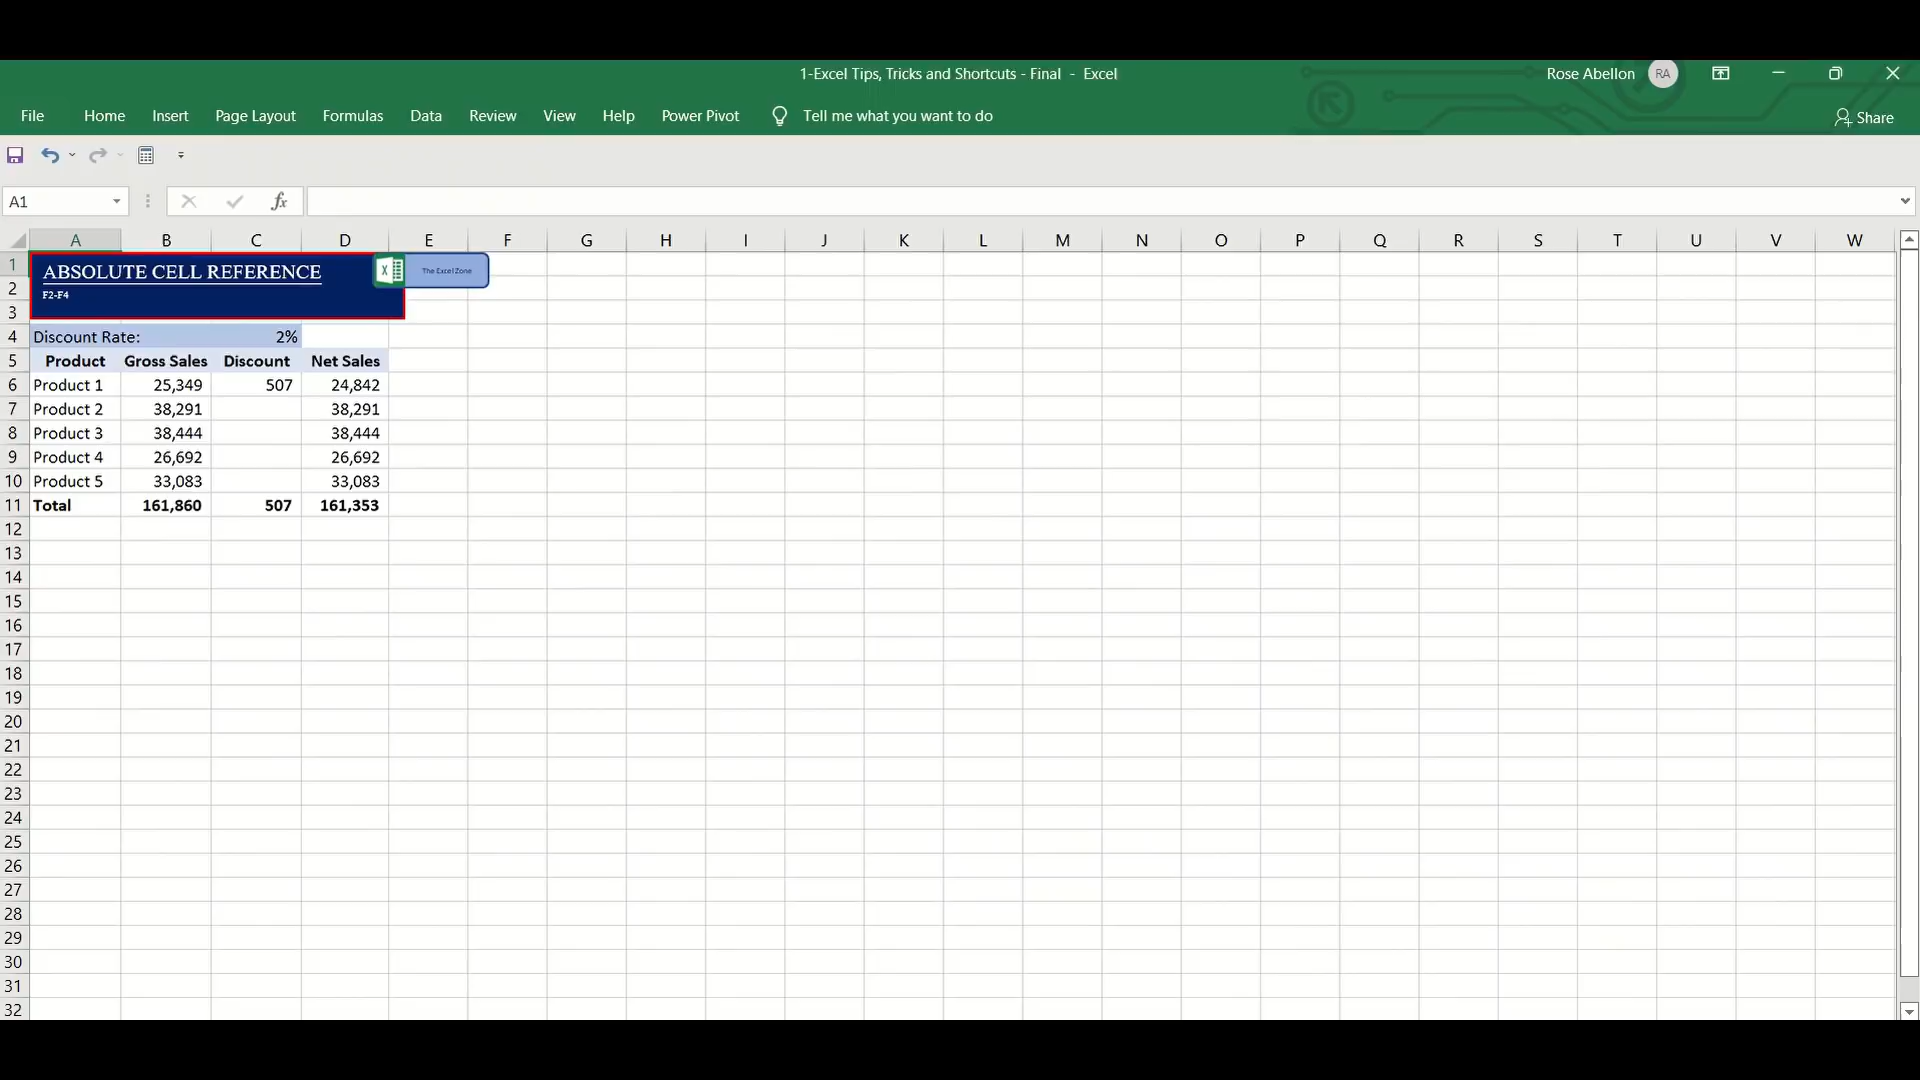 1-Excel Tips, Tricks and Shortcuts - Final - Excel
Rose Abellon RA
File Home Insert Page Layout Formulas Data Review View Help Power Pivot Tell me what you want to do
Share
A1 fx
A B C D E F G H I J K L M N O P Q R S T U V W
1 ABSOLUTE CELL REFERENCE X The Excel Zone
2 F2-F4
3
4 Discount Rate: 2%
5 Product Gross Sales Discount Net Sales
6 Product 1 25,349 507 24,842
7 Product 2 38,291 38,291
8 Product 3 38,444 38,444
9 Product 4 26,692 26,692
10 Product 5 33,083 33,083
11 Total 161,860 507 161,353
12
13
14
15
16
17
18
19
20
21
22
23
24
25
26
27
28
29
30
31
32